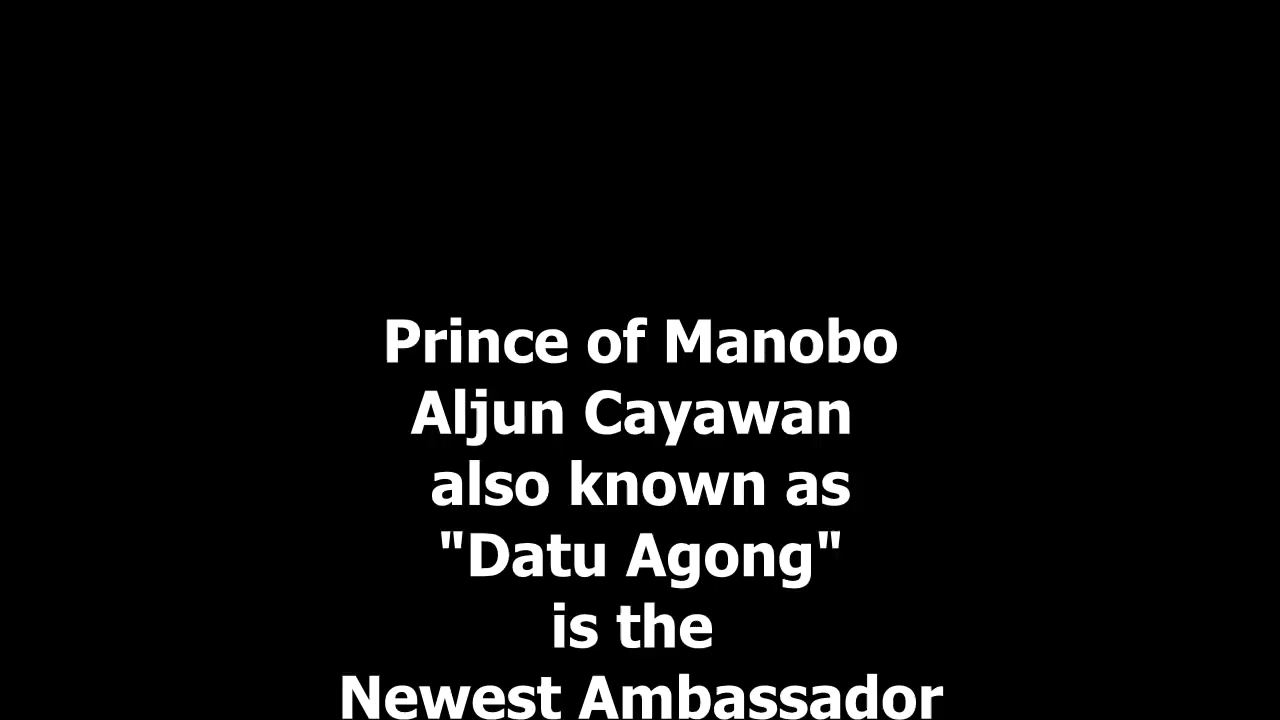 Prince of Manobo
Aljun Cayawan
also known as
"Datu Agong"
is the
Newest Ambassador